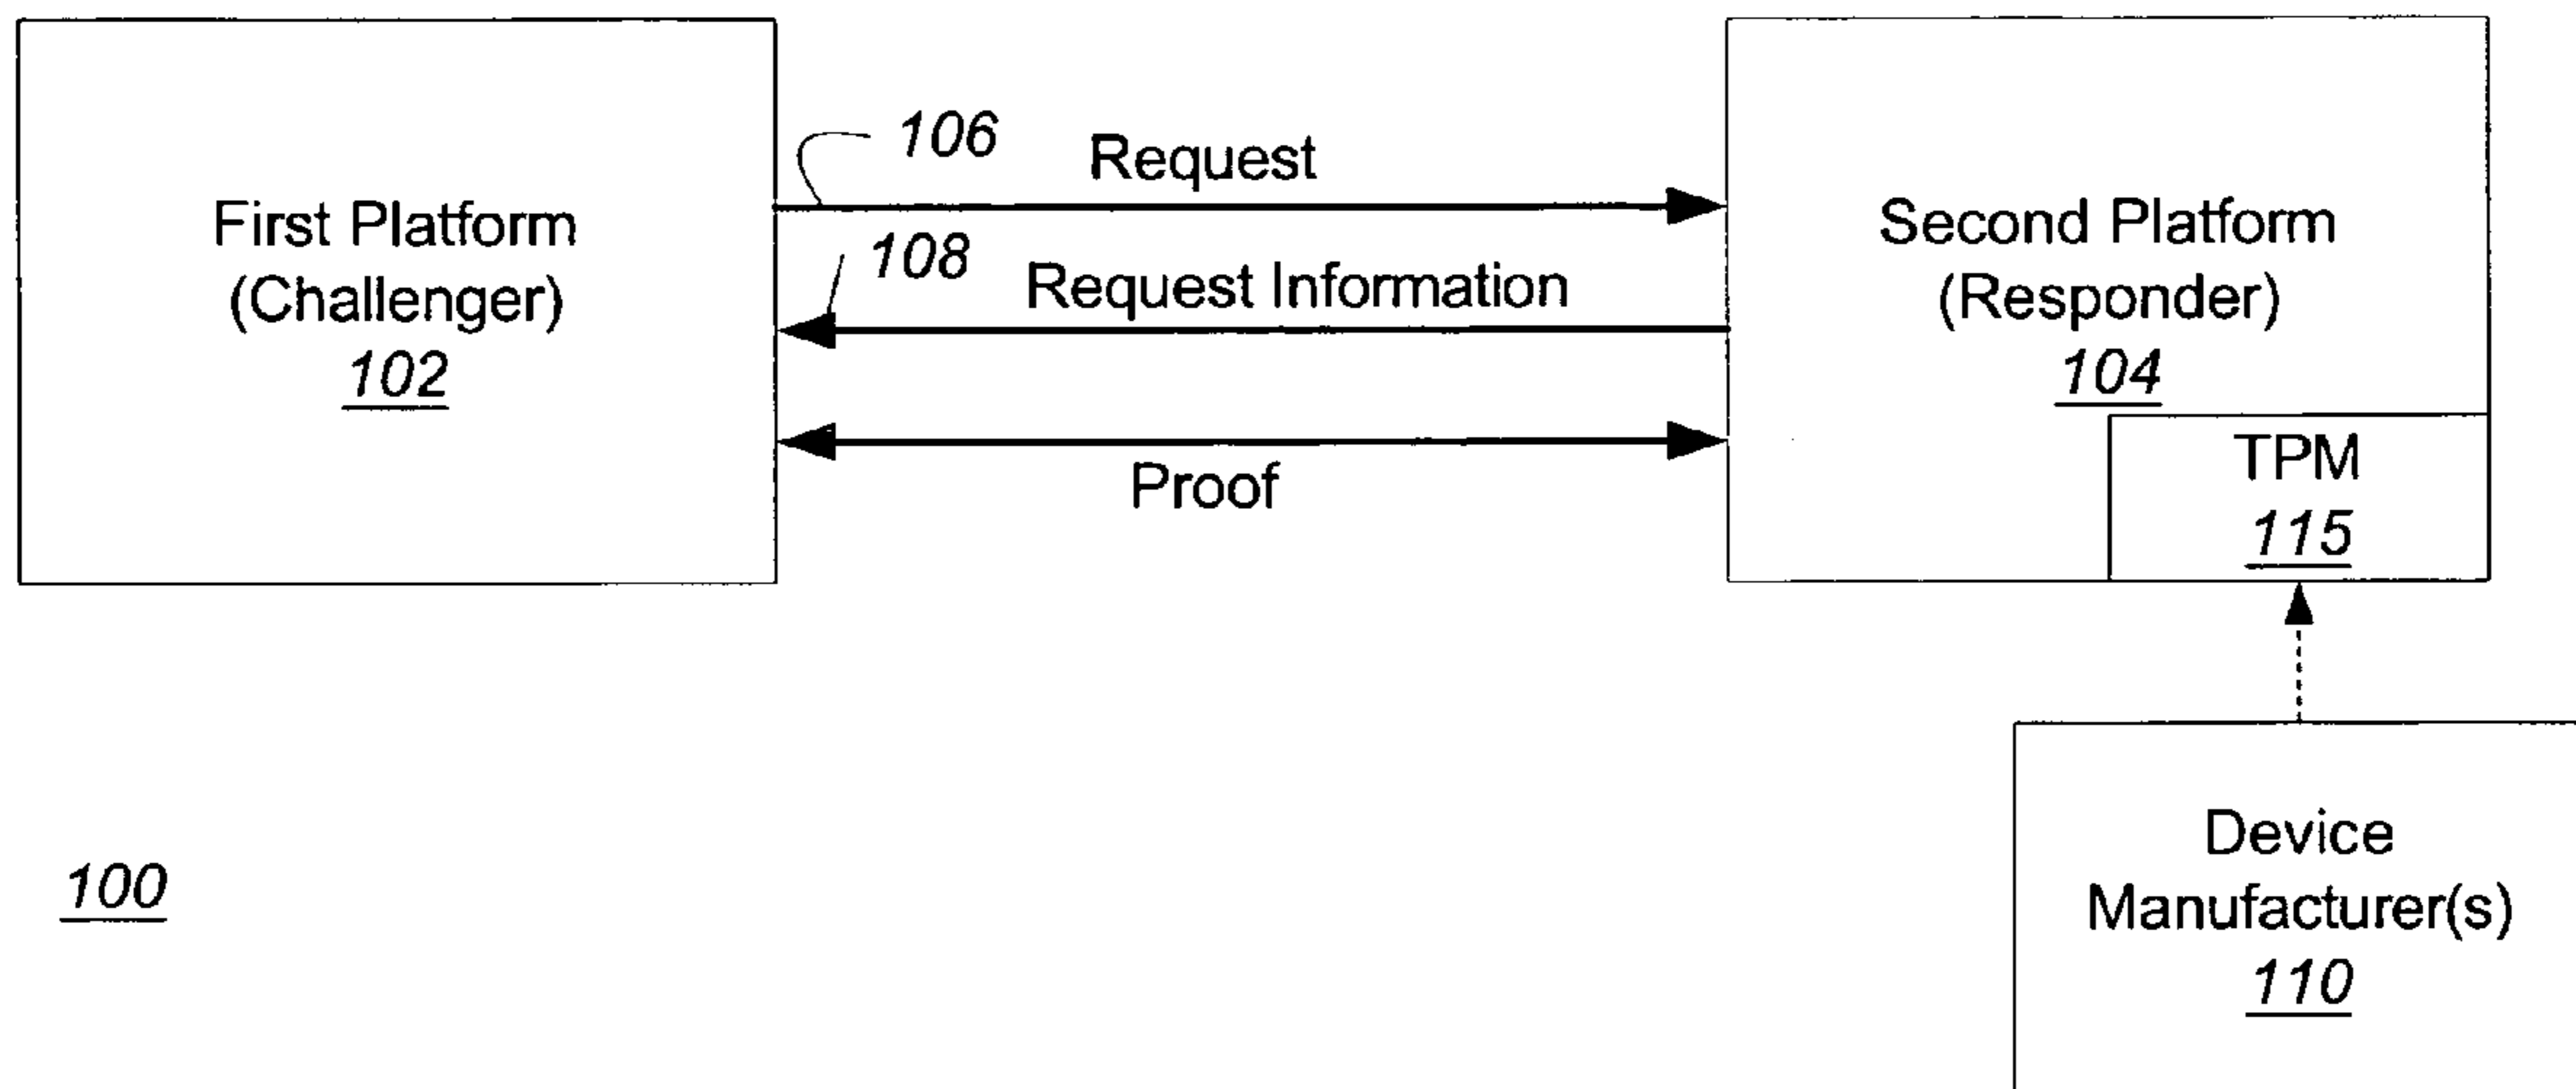 First Platform
(Challenger)
102
106
Request
108
Request Information
Proof
Second Platform
(Responder)
104
TPM
115
Device
Manufacturer(s)
110
100